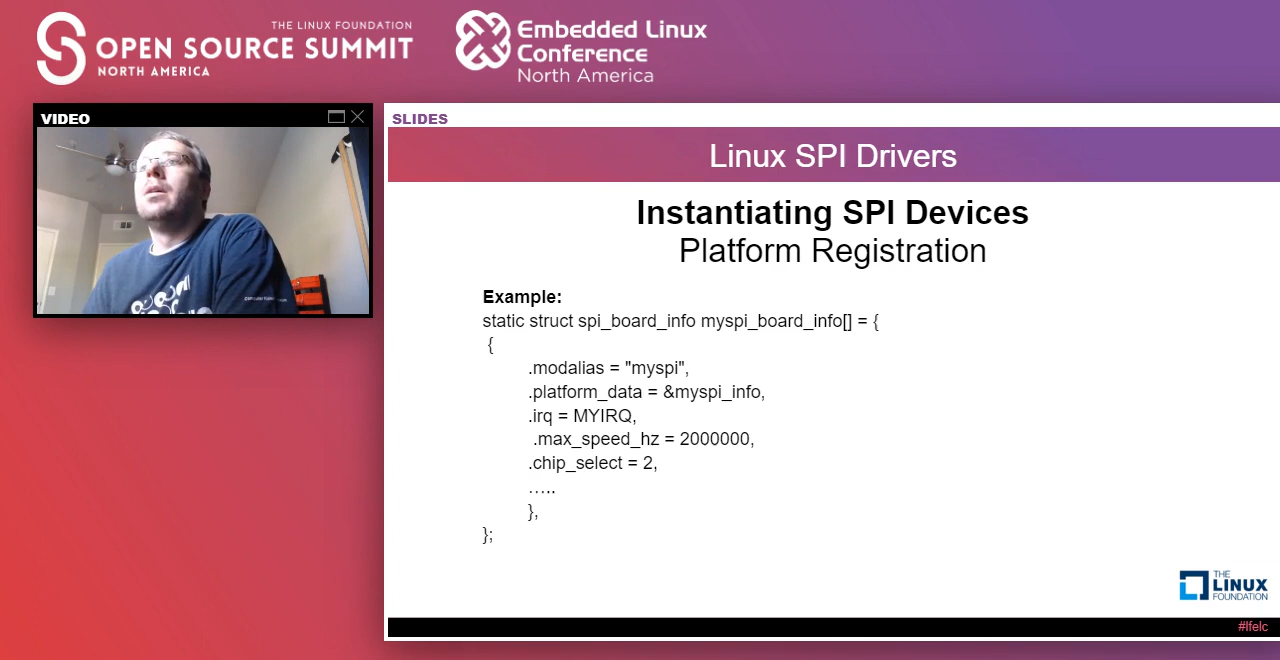 THE LINUX FOUNDATION
OPEN SOURCE SUMMIT
NORTH AMERICA
Embedded Linux
Conference
North America
VIDEO
SLIDES
Linux SPI Drivers
Instantiating SPI Devices
Platform Registration
Example:
static struct spi_board_info myspi_board_info[] = {
{
.modalias = "myspi",
.platform_data = &myspi_info,
.irq = MYIRQ,
.max_speed_hz = 2000000,
.chip_select = 2,
.....
},
};
THE
LINUX
FOUNDATION
#lfelc